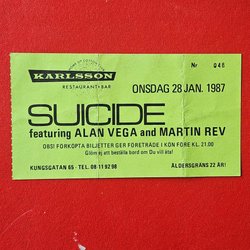 KARLSSON
RESTAURANT • BAR
Nr 046
ONSDAG 28 JAN. 1987
SUICIDE
featuring ALAN VEGA and MARTIN REV
OBS! FÖRKÖPTA BILJETTER GER FÖRETRÄDE I KÖN FÖRE KL. 21.00
Glöm ej att beställa bord om Du vill äta!
KUNGSGATAN 65 - TEL. 08/11 92 98
ÅLDERSGRÄNS 22 ÅR!